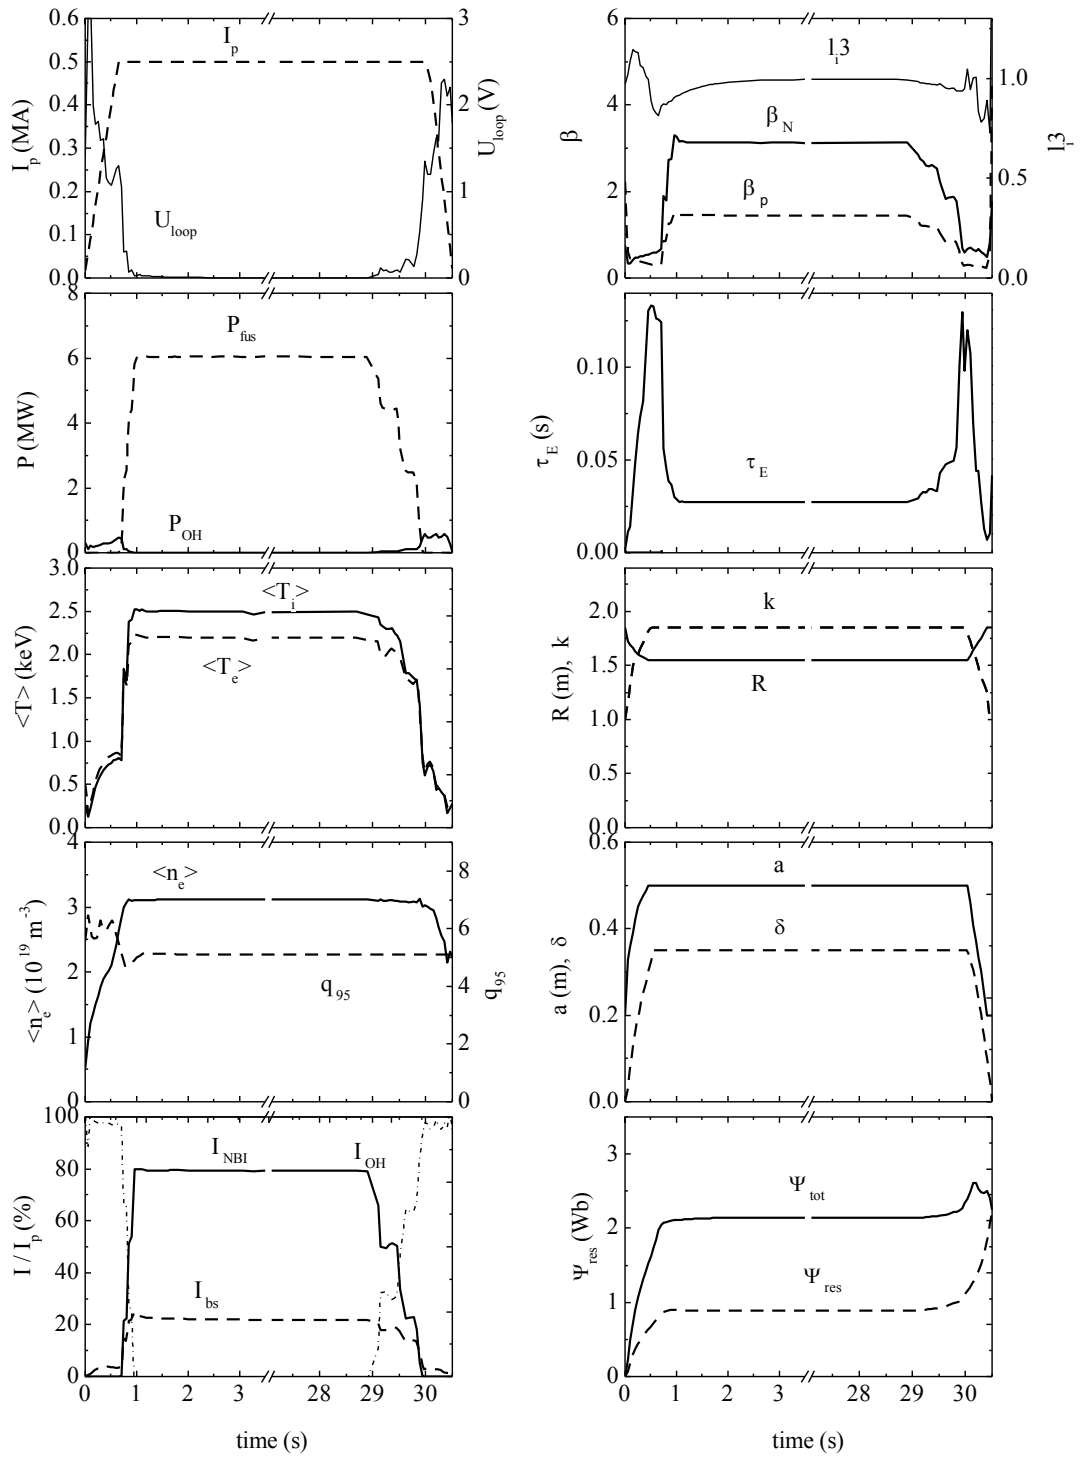 0.6
0.5
0.4
0.3
0.2
0.1
0.0
I_p (MA)
I_p
U_loop
3
2
1
0
U_loop (V)
6
4
2
0
β
l_i3
β_N
β_p
1.0
0.5
0.0
l_i3
8
6
4
2
0
P (MW)
P_fus
P_OH
0.10
0.05
0.00
τ_E (s)
τ_E
3.0
2.5
2.0
1.5
1.0
0.5
0.0
<T> (keV)
<T_i>
<T_e>
2.0
1.5
1.0
0.5
0.0
R (m), k
k
R
4
3
2
1
0
<n_e> (10^19 m^-3)
<n_e>
q_95
8
6
4
2
0
q_95
0.6
0.4
0.2
0.0
a (m), δ
a
δ
100
80
60
40
20
0
I / I_p (%)
I_NBI
I_OH
I_bs
0 1 2 3 28 29 30
time (s)
3
2
1
0
Ψ_res (Wb)
Ψ_tot
Ψ_res
0 1 2 3 28 29 30
time (s)